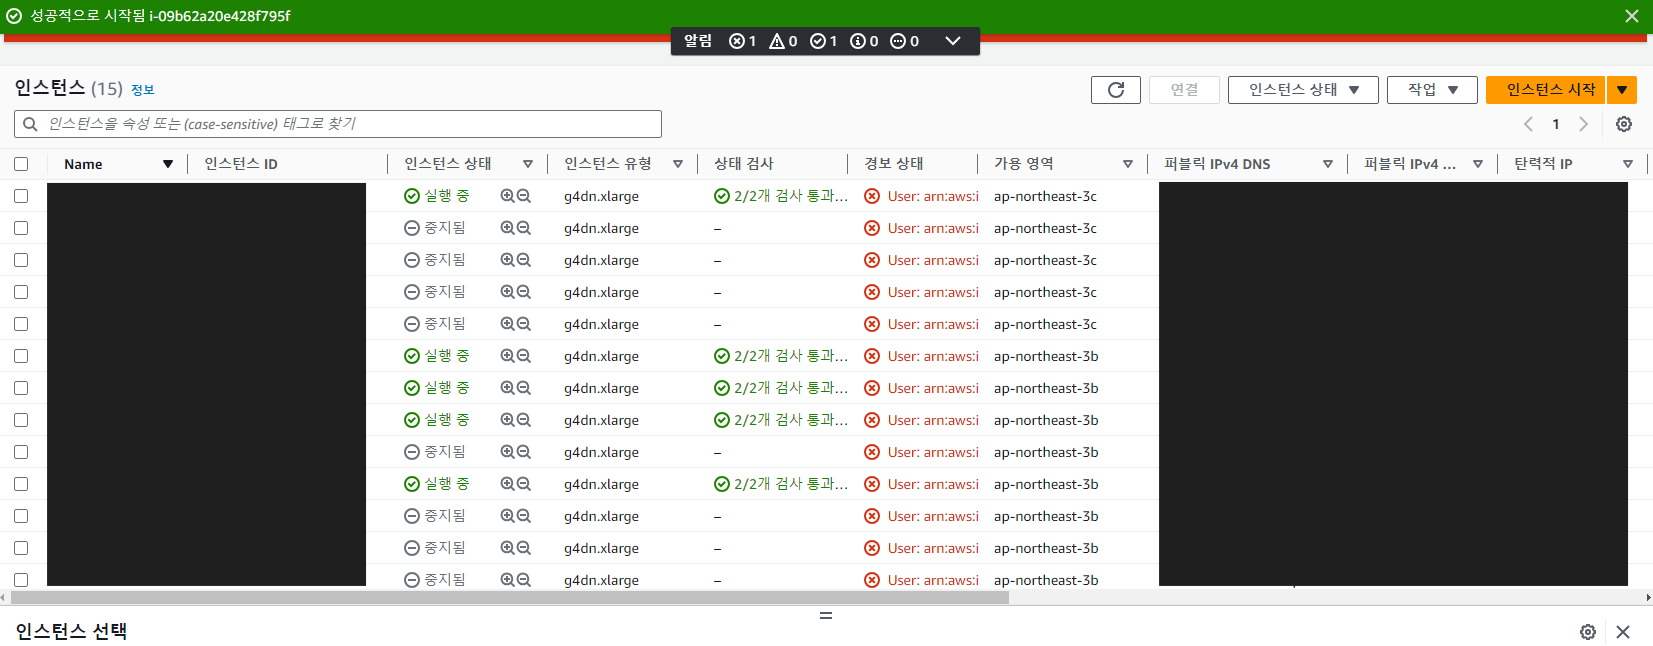 성공적으로 시작됨 i-09b62a20e428f795f
알림 1 0 1 0 0
인스턴스 (15) 정보
연결 인스턴스 상태 작업 인스턴스 시작
인스턴스을 속성 또는 (case-sensitive) 태그로 찾기
1
Name 인스턴스 ID 인스턴스 상태 인스턴스 유형 상태 검사 경보 상태 가용 영역 퍼블릭 IPv4 DNS 퍼블릭 IPv4 ... 탄력적 IP
실행 중 g4dn.xlarge 2/2개 검사 통과... User: arn:aws:i ap-northeast-3c
중지됨 g4dn.xlarge – User: arn:aws:i ap-northeast-3c
중지됨 g4dn.xlarge – User: arn:aws:i ap-northeast-3c
중지됨 g4dn.xlarge – User: arn:aws:i ap-northeast-3c
중지됨 g4dn.xlarge – User: arn:aws:i ap-northeast-3c
실행 중 g4dn.xlarge 2/2개 검사 통과... User: arn:aws:i ap-northeast-3b
실행 중 g4dn.xlarge 2/2개 검사 통과... User: arn:aws:i ap-northeast-3b
실행 중 g4dn.xlarge 2/2개 검사 통과... User: arn:aws:i ap-northeast-3b
중지됨 g4dn.xlarge – User: arn:aws:i ap-northeast-3b
실행 중 g4dn.xlarge 2/2개 검사 통과... User: arn:aws:i ap-northeast-3b
중지됨 g4dn.xlarge – User: arn:aws:i ap-northeast-3b
중지됨 g4dn.xlarge – User: arn:aws:i ap-northeast-3b
중지됨 g4dn.xlarge – User: arn:aws:i ap-northeast-3b
인스턴스 선택